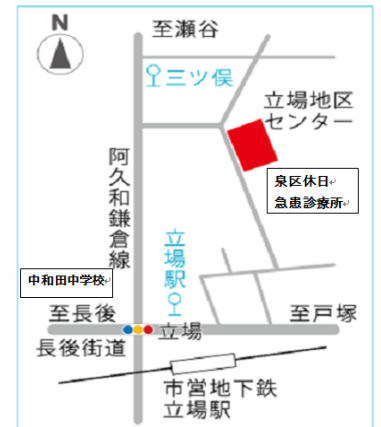 N
至瀬谷
三ツ俣
立場地区
センター
阿久和鎌倉線
泉区休日
急患診療所
立場駅
中和田中学校
至長後
立場
至戸塚
長後街道
市営地下鉄
立場駅